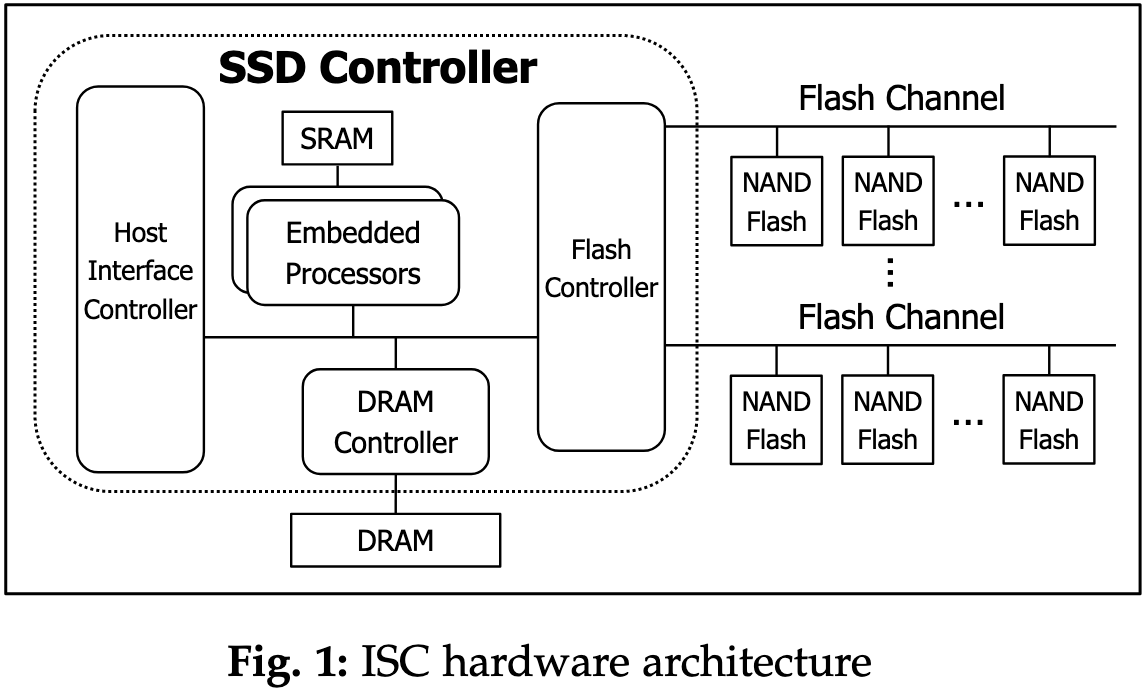 SSD Controller
Host
Interface
Controller
SRAM
Embedded
Processors
DRAM
Controller
DRAM
Flash
Controller
Flash Channel
NAND
Flash
NAND
Flash
...
NAND
Flash
⋮
Flash Channel
NAND
Flash
NAND
Flash
...
NAND
Flash
Fig. 1: ISC hardware architecture